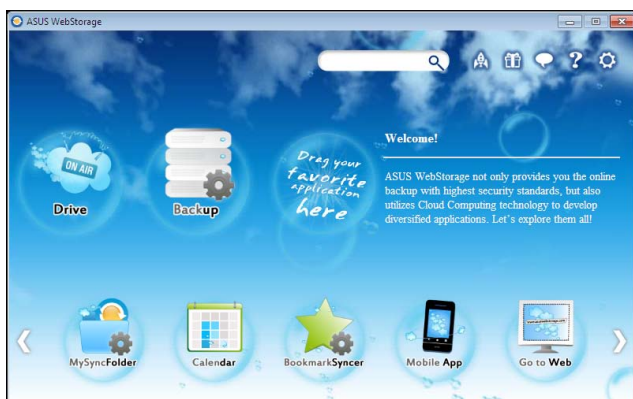 ASUS WebStorage
Welcome!
ON AIR
Drag your
favorite
application
here
ASUS WebStorage not only provides you the online
backup with highest security standards, but also
utilizes Cloud Computing technology to develop
diversified applications. Let's explore them all!
Drive
Backup
MySyncFolder
Calendar
BookmarkSyncer
Mobile App
Go to Web